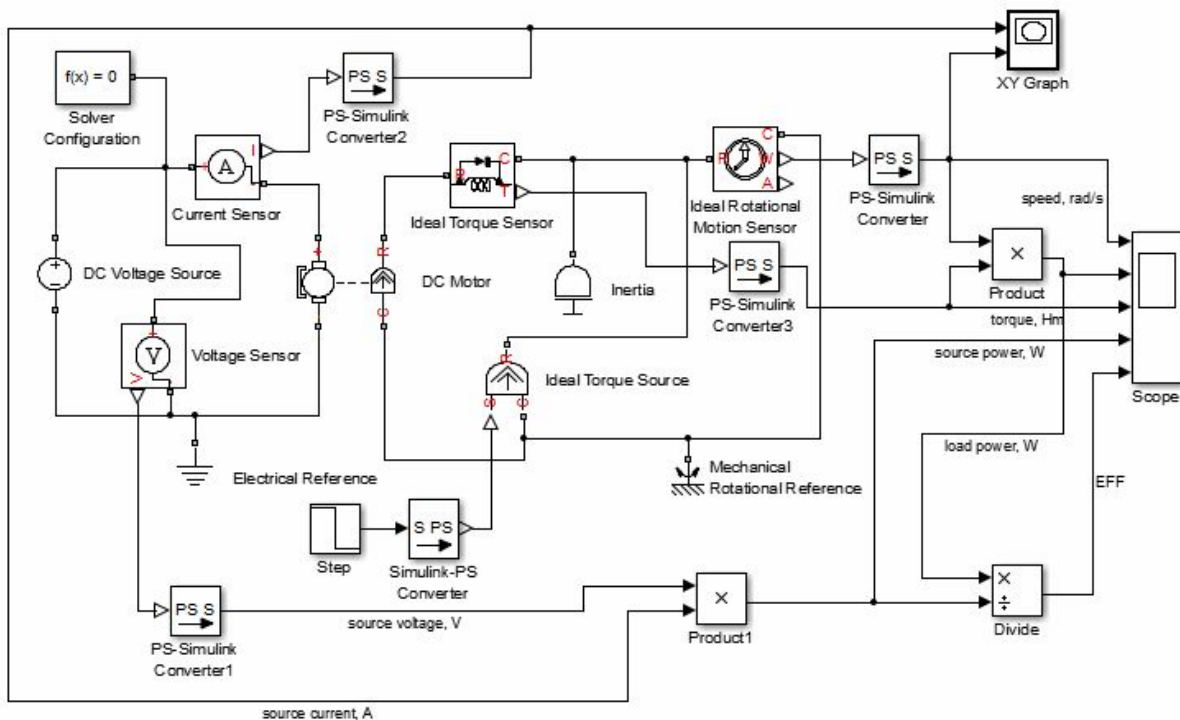 XY Graph
f(x) = 0
Solver
Configuration
PS S
PS-Simulink
Converter2
A
I
+
-
Current Sensor
R
C
T
Ideal Torque Sensor
R
C
W
A
Ideal Rotational
Motion Sensor
PS S
PS-Simulink
Converter
speed, rad/s
DC Voltage Source
+
R
C
DC Motor
Inertia
PS S
PS-Simulink
Converter3
×
Product
torque, Hm
source power, W
Scope
+
V
V
Voltage Sensor
R
S
C
Ideal Torque Source
load power, W
EFF
Electrical Reference
Mechanical
Rotational Reference
Step
S PS
Simulink-PS
Converter
PS S
PS-Simulink
Converter1
source voltage, V
×
Product1
×
÷
Divide
source current, A